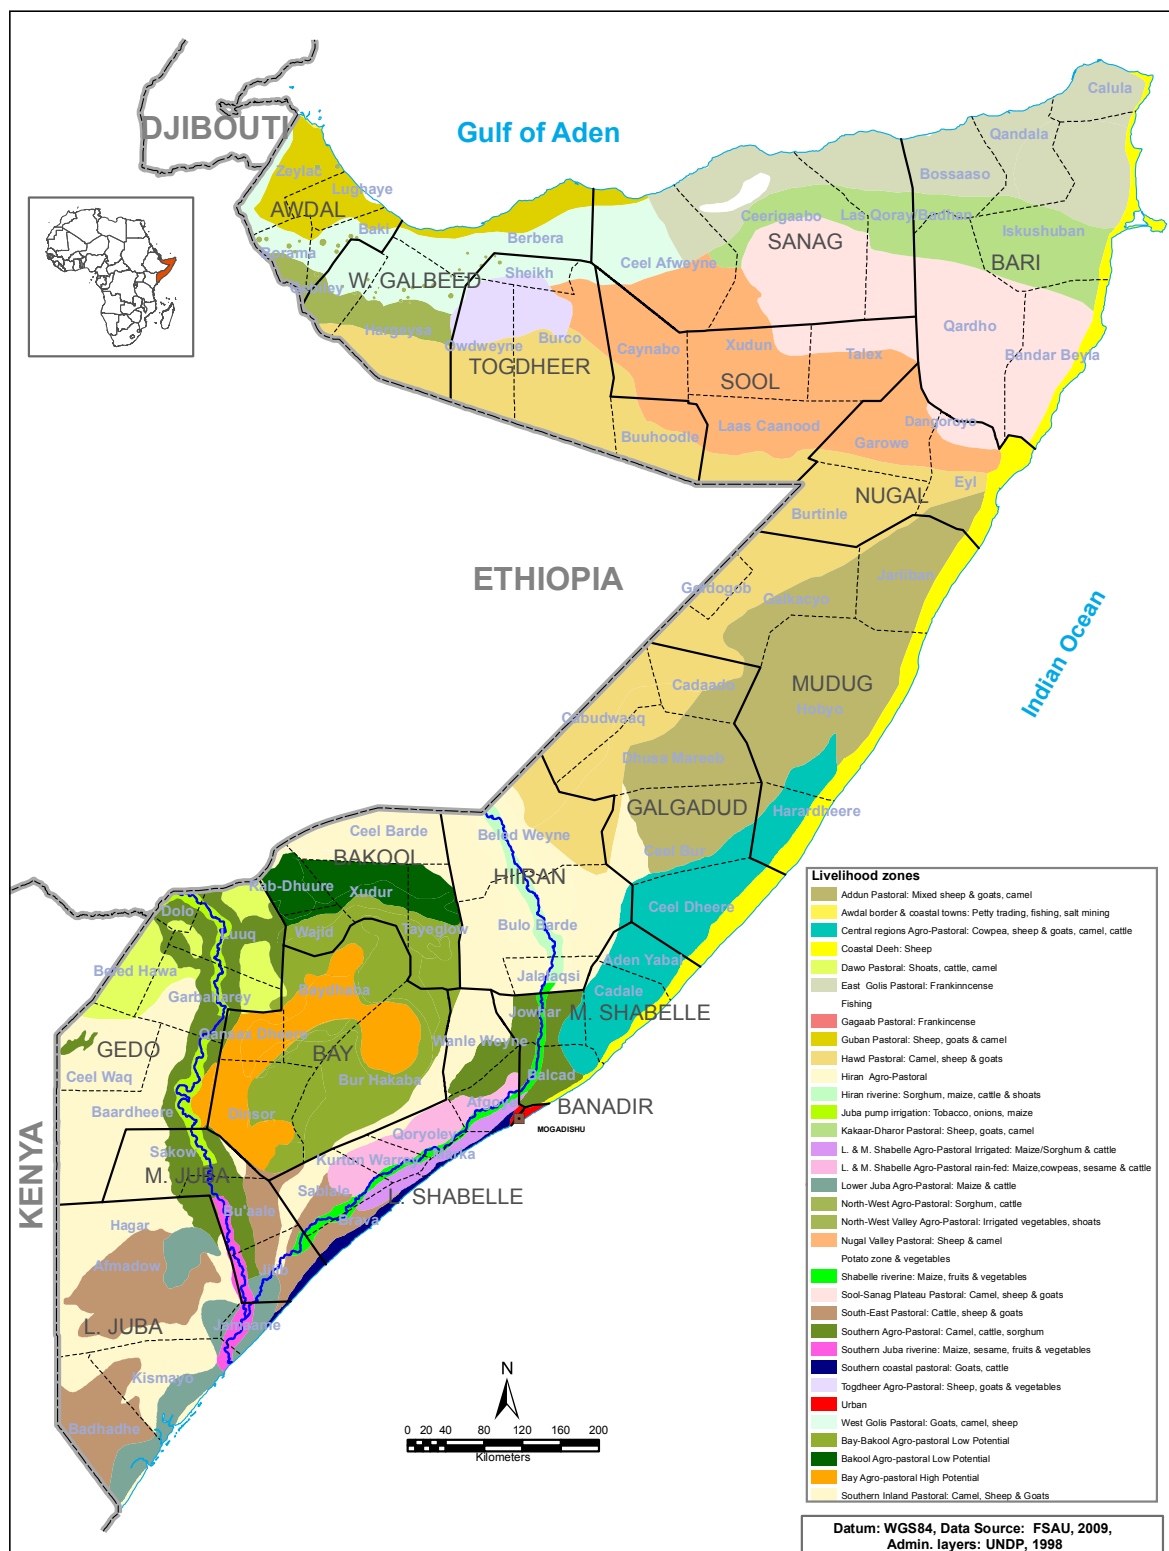 Calula
DJIBOUTI
Gulf of Aden
Qandala
Zeylac
Bossaaso
Lughaye
AWDAL
Ceerigaabo
Las Qoray/Badhan
Baki
Iskushuban
Berbera
SANAG
Borama
Ceel Afweyne
BARI
Sheikh
W. GALBEED
Gebiley
Hargaysa
Qardho
Burco
Owdweyne
Caynabo
Xudun
Talex
Bandar Beyla
TOGDHEER
SOOL
Dangoroyo
Laas Caanood
Buuhoodle
Garowe
Eyl
NUGAL
Burtinle
ETHIOPIA
Jariiban
Goldogob
Galkacyo
Indian Ocean
Cadaado
MUDUG
Hobyo
Cabudwaaq
Dhusa Mareeb
GALGADUD
Harardheere
Ceel Barde
Beled Weyne
BAKOOL
Ceel Bur
HIIRAN
Rab-Dhuure
Xudur
Dolo
Ceel Dheere
Luuq
Wajid
Tayeglow
Bulo Barde
Beled Hawa
Aden Yabal
Jalalaqsi
Baydhaba
Cadale
Garbaharey
Jowhar
M. SHABELLE
Qansax Dheere
Wanle Weyne
GEDO
BAY
Ceel Waq
Bur Hakaba
Balcad
Afgoye
Baardheere
Dinsor
BANADIR
MOGADISHU
Qoryoley
Sakow
Marka
Kurtun Warrey
M. JUBA
KENYA
Sablale
L. SHABELLE
Bu'aale
Hagar
Brava
Afmadow
Jilib
L. JUBA
Jamaame
Kismayo
Badhadhe
N
0 20 40 80 120 160 200
Kilometers
Livelihood zones
Addun Pastoral: Mixed sheep & goats, camel
Awdal border & coastal towns: Petty trading, fishing, salt mining
Central regions Agro-Pastoral: Cowpea, sheep & goats, camel, cattle
Coastal Deeh: Sheep
Dawo Pastoral: Shoats, cattle, camel
East  Golis Pastoral: Frankinncense
Fishing
Gagaab Pastoral: Frankincense
Guban Pastoral: Sheep, goats & camel
Hawd Pastoral: Camel, sheep & goats
Hiran  Agro-Pastoral
Hiran riverine: Sorghum, maize, cattle & shoats
Juba pump irrigation: Tobacco, onions, maize
Kakaar-Dharor Pastoral: Sheep, goats, camel
L. & M. Shabelle Agro-Pastoral Irrigated: Maize/Sorghum & cattle
L. & M. Shabelle Agro-Pastoral rain-fed: Maize,cowpeas, sesame & cattle
Lower Juba Agro-Pastoral: Maize & cattle
North-West Agro-Pastoral: Sorghum, cattle
North-West Valley Agro-Pastoral: Irrigated vegetables, shoats
Nugal Valley Pastoral: Sheep & camel
Potato zone & vegetables
Shabelle riverine: Maize, fruits & vegetables
Sool-Sanag Plateau Pastoral: Camel, sheep & goats
South-East Pastoral: Cattle, sheep & goats
Southern Agro-Pastoral: Camel, cattle, sorghum
Southern Juba riverine: Maize, sesame, fruits & vegetables
Southern coastal pastoral: Goats, cattle
Togdheer Agro-Pastoral: Sheep, goats & vegetables
Urban
West Golis Pastoral: Goats, camel, sheep
Bay-Bakool Agro-pastoral Low Potential
Bakool Agro-pastoral Low Potential
Bay Agro-pastoral High Potential
Southern Inland Pastoral: Camel, Sheep & Goats
Datum: WGS84, Data Source:  FSAU, 2009,
Admin. layers: UNDP, 1998